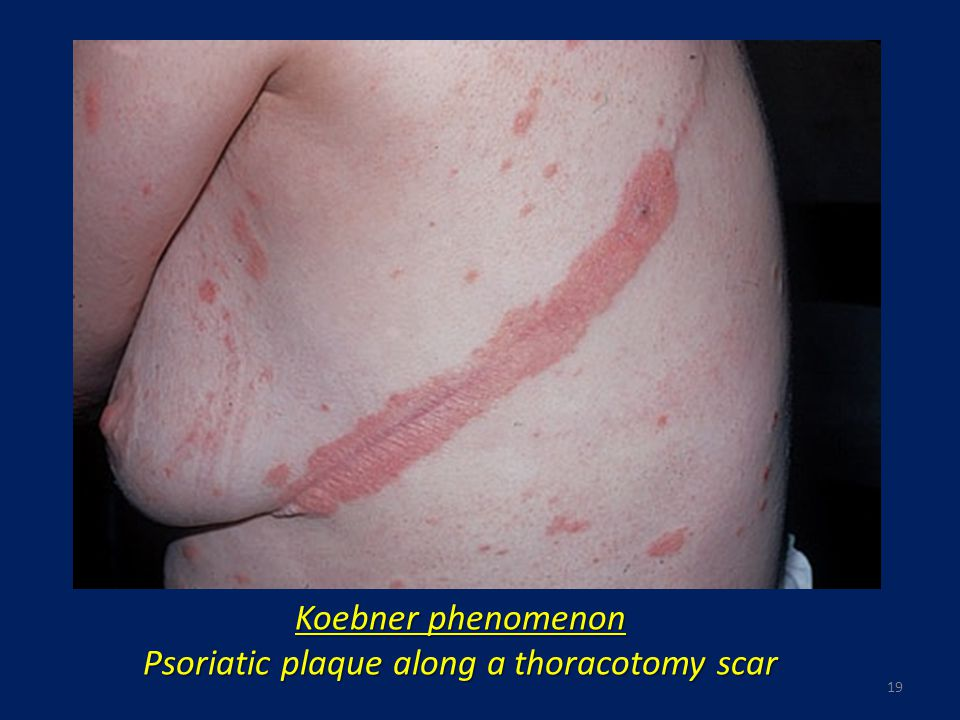 Koebner phenomenon
Psoriatic plaque along a thoracotomy scar
19